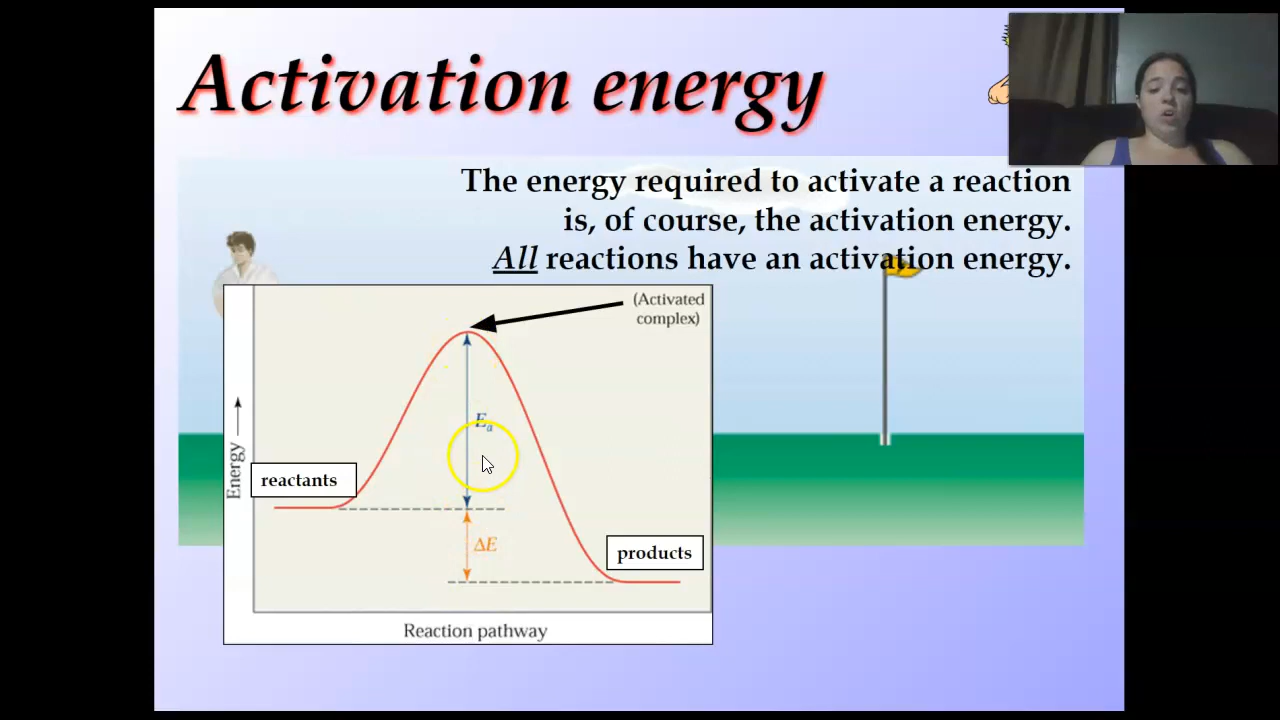 Activation energy
The energy required to activate a reaction
is, of course, the activation energy.
All reactions have an activation energy.
(Activated
complex)
Eₐ
Energy
reactants
ΔE
products
Reaction pathway